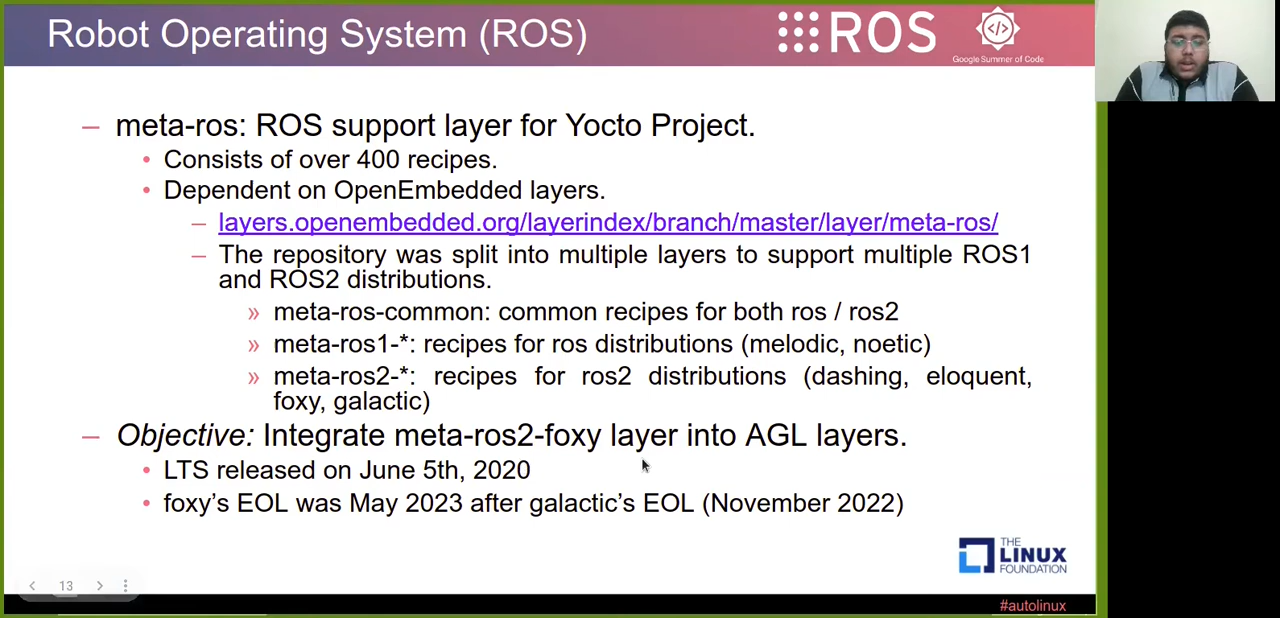 Robot Operating System (ROS)
ROS
Google Summer of Code
– meta-ros: ROS support layer for Yocto Project.
• Consists of over 400 recipes.
• Dependent on OpenEmbedded layers.
– layers.openembedded.org/layerindex/branch/master/layer/meta-ros/
– The repository was split into multiple layers to support multiple ROS1
and ROS2 distributions.
» meta-ros-common: common recipes for both ros / ros2
» meta-ros1-*: recipes for ros distributions (melodic, noetic)
» meta-ros2-*: recipes for ros2 distributions (dashing, eloquent,
foxy, galactic)
– Objective: Integrate meta-ros2-foxy layer into AGL layers.
• LTS released on June 5th, 2020
• foxy’s EOL was May 2023 after galactic’s EOL (November 2022)
THE
LINUX
FOUNDATION
13
#autolinux